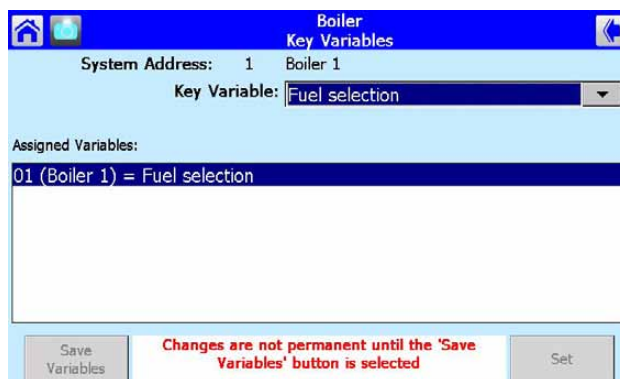 Boiler
Key Variables
System Address: 1 Boiler 1
Key Variable: Fuel selection
Assigned Variables:
01 (Boiler 1) = Fuel selection
Save
Variables
Changes are not permanent until the 'Save
Variables' button is selected
Set